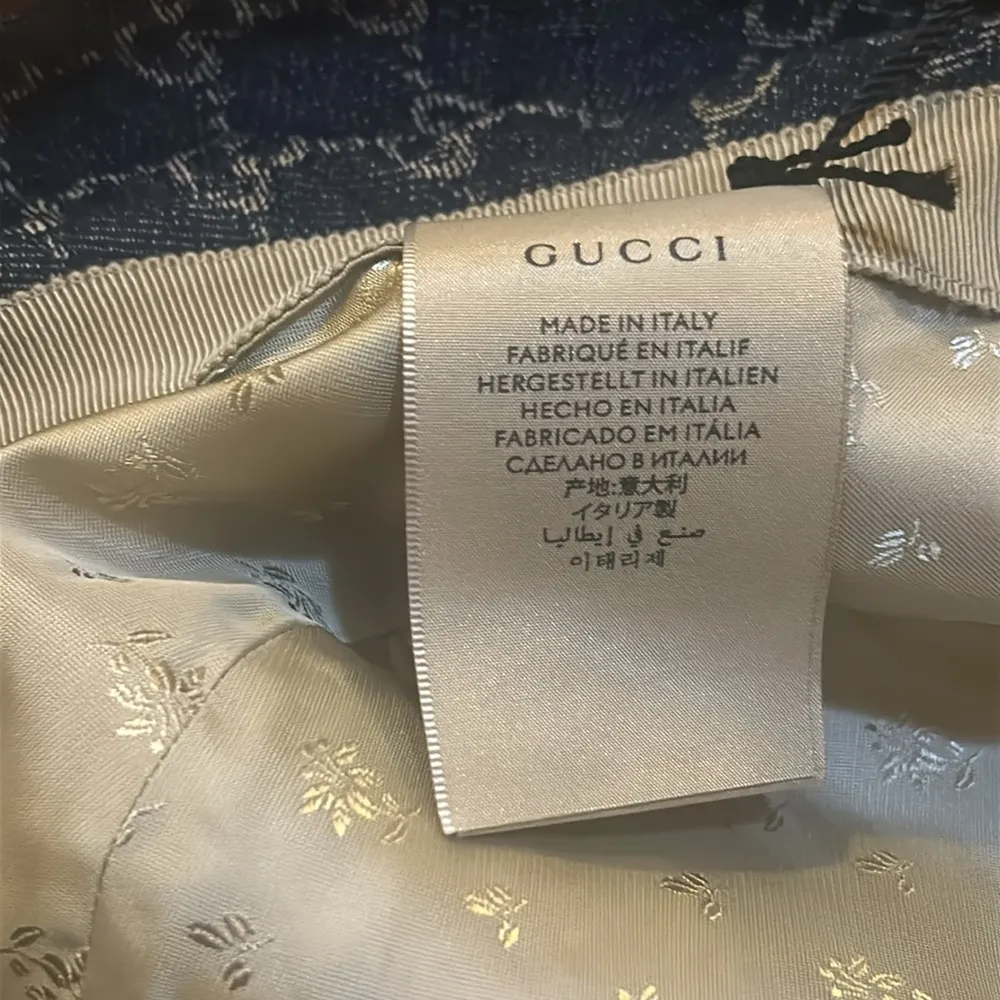 GUCCI
MADE IN ITALY
FABRIQUÉ EN ITALIE
HERGESTELLT IN ITALIEN
HECHO EN ITALIA
FABRICADO EM ITÁLIA
СДЕЛАНО В ИТАЛИИ
产地:意大利
イタリア製
صنع في إيطاليا
이태리제